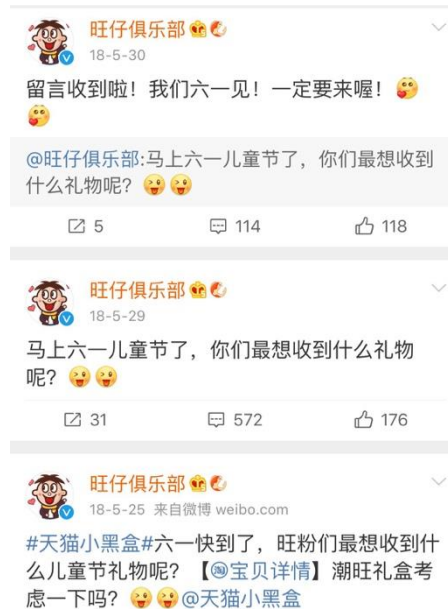 旺仔俱乐部
18-5-30
留言收到啦！我们六一见！一定要来喔！
@旺仔俱乐部:马上六一儿童节了，你们最想收到
什么礼物呢？
5 114 118
旺仔俱乐部
18-5-29
马上六一儿童节了，你们最想收到什么礼物
呢？
31 572 176
旺仔俱乐部
18-5-25 来自微博 weibo.com
#天猫小黑盒#六一快到了，旺粉们最想收到什
么儿童节礼物呢？【淘宝贝详情】潮旺礼盒考
虑一下吗？@天猫小黑盒